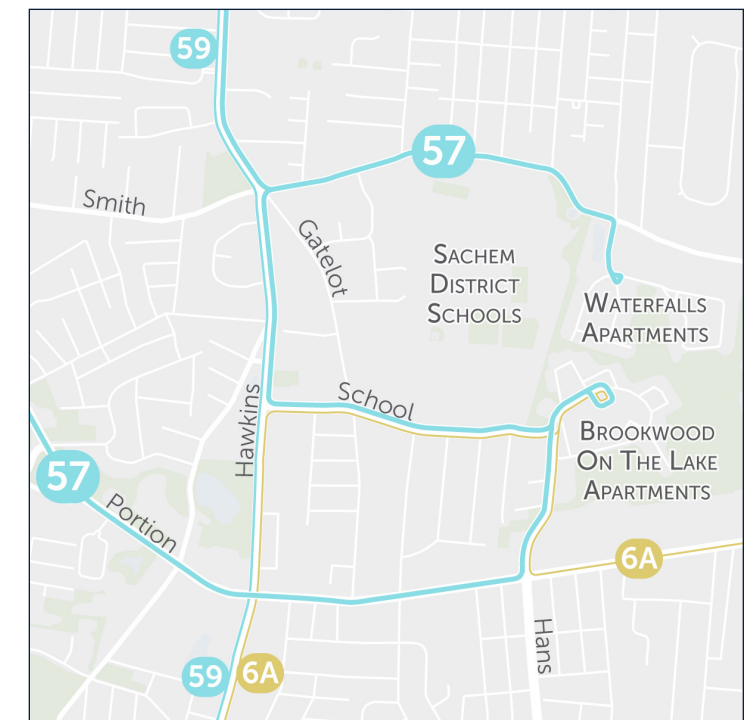 59
57
Smith
Gatelot
SACHEM
DISTRICT
SCHOOLS
WATERFALLS
APARTMENTS
School
Hawkins
BROOKWOOD
ON THE LAKE
APARTMENTS
57
Portion
6A
Hans
59
6A